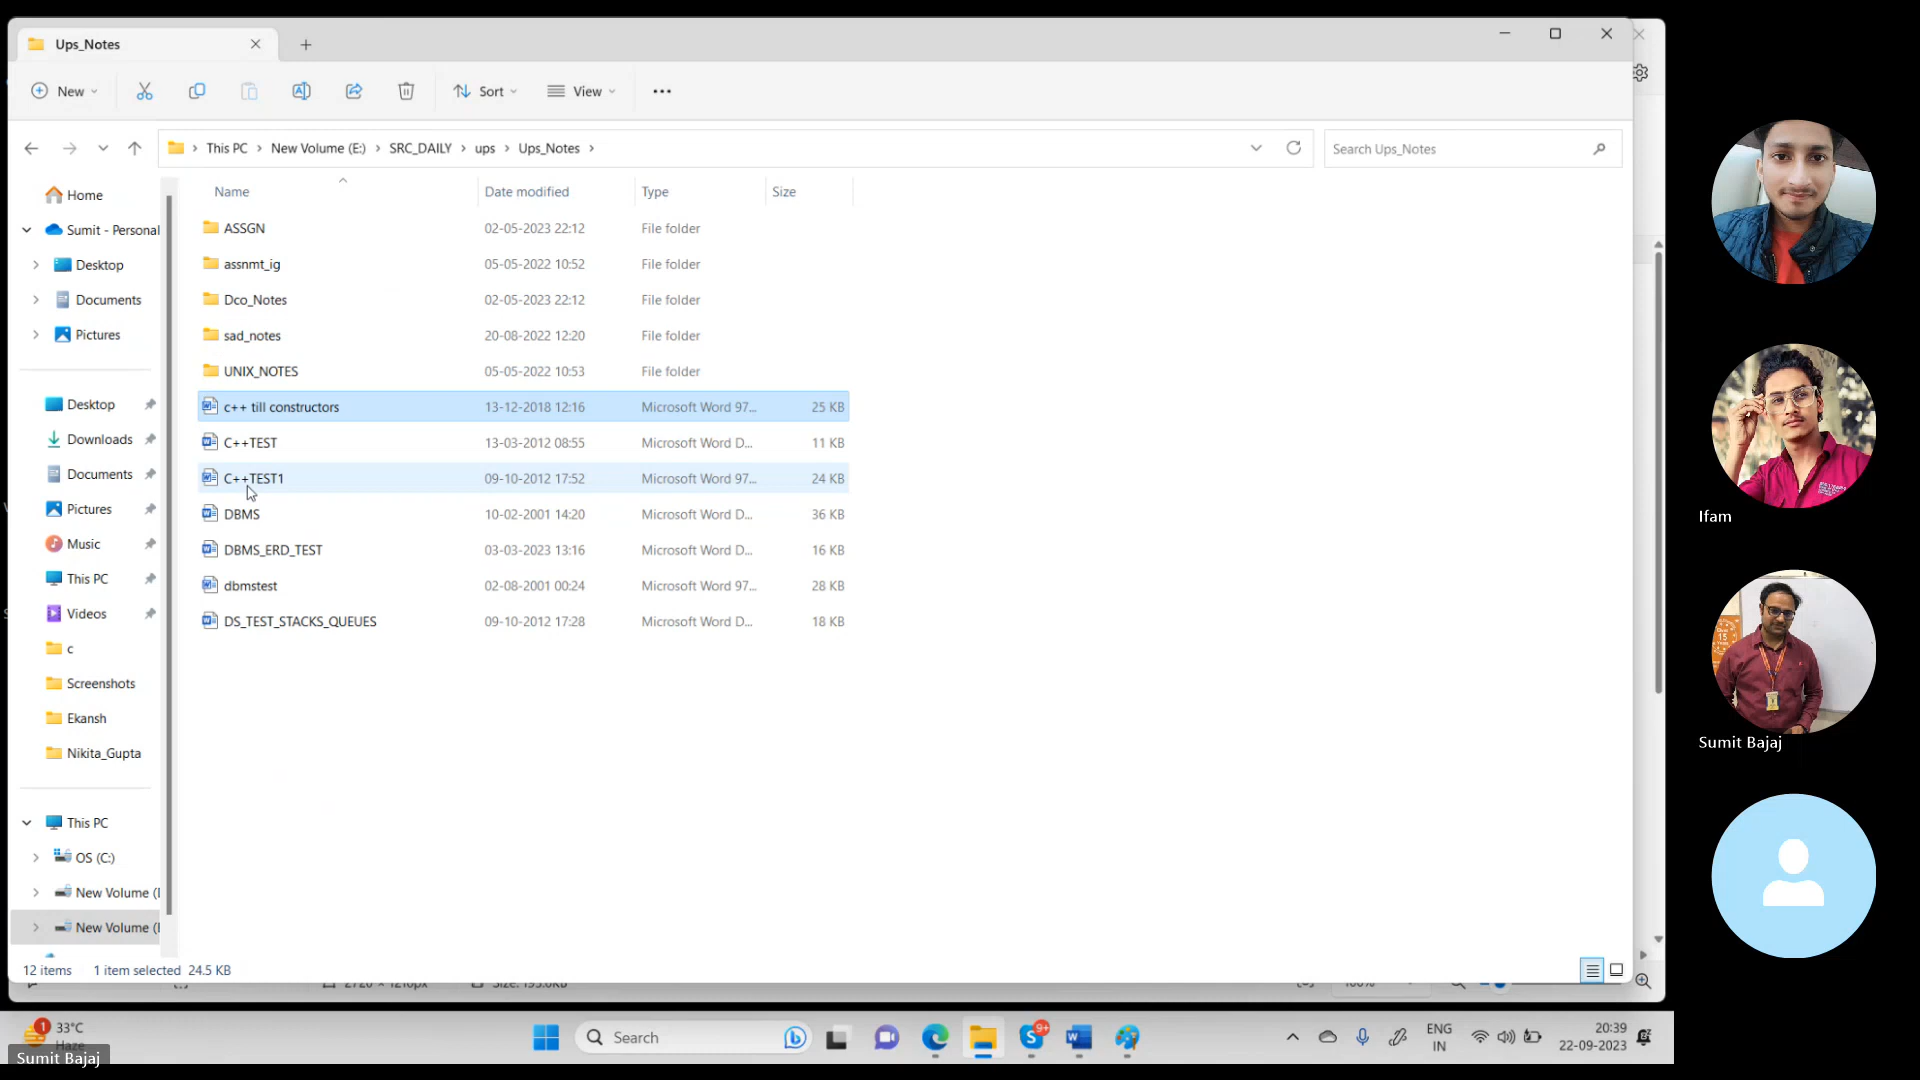 Ups_Notes
New
Sort
View
This PC > New Volume (E:) > SRC_DAILY > ups > Ups_Notes >
Search Ups_Notes
Name Date modified Type Size
Home
Sumit - Personal
Desktop
Documents
Pictures
Desktop
Downloads
Documents
Pictures
Music
This PC
Videos
c
Screenshots
Ekansh
Nikita_Gupta
This PC
OS (C:)
New Volume (
New Volume (
ASSGN 02-05-2023 22:12 File folder
assnmt_ig 05-05-2022 10:52 File folder
Dco_Notes 02-05-2023 22:12 File folder
sad_notes 20-08-2022 12:20 File folder
UNIX_NOTES 05-05-2022 10:53 File folder
c++ till constructors 13-12-2018 12:16 Microsoft Word 97... 25 KB
C++TEST 13-03-2012 08:55 Microsoft Word D... 11 KB
C++TEST1 09-10-2012 17:52 Microsoft Word 97... 24 KB
DBMS 10-02-2001 14:20 Microsoft Word D... 36 KB
DBMS_ERD_TEST 03-03-2023 13:16 Microsoft Word D... 16 KB
dbmstest 02-08-2001 00:24 Microsoft Word 97... 28 KB
DS_TEST_STACKS_QUEUES 09-10-2012 17:28 Microsoft Word D... 18 KB
12 items 1 item selected 24.5 KB
Ifam
Sumit Bajaj
1
33°C
Haze
Sumit Bajaj
Search
9+
ENG
IN
20:39
22-09-2023